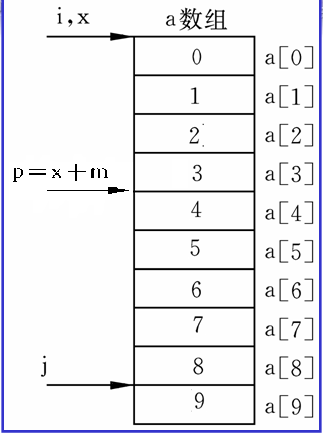 i,x a数组
0 a[0]
1 a[1]
2 a[2]
p=x+m 3 a[3]
4 a[4]
5 a[5]
6 a[6]
7 a[7]
j 8 a[8]
9 a[9]